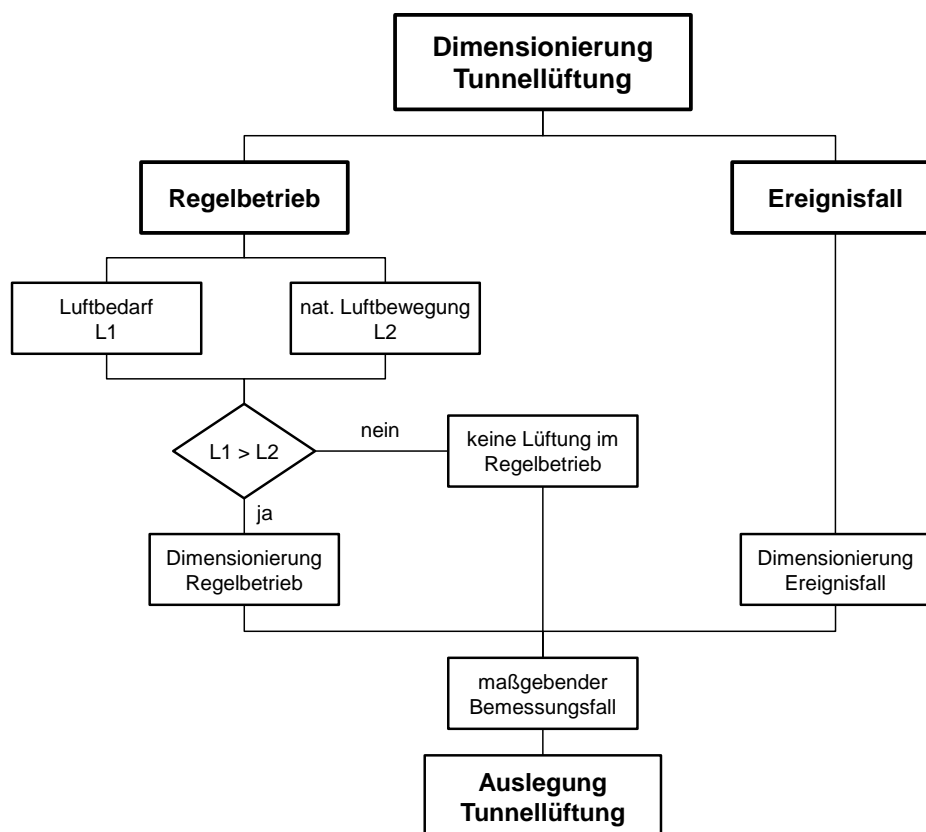 Dimensionierung
Tunnellüftung
Regelbetrieb
Ereignisfall
Luftbedarf
L1
nat. Luftbewegung
L2
L1 > L2
nein
keine Lüftung im
Regelbetrieb
ja
Dimensionierung
Regelbetrieb
Dimensionierung
Ereignisfall
maßgebender
Bemessungsfall
Auslegung
Tunnellüftung